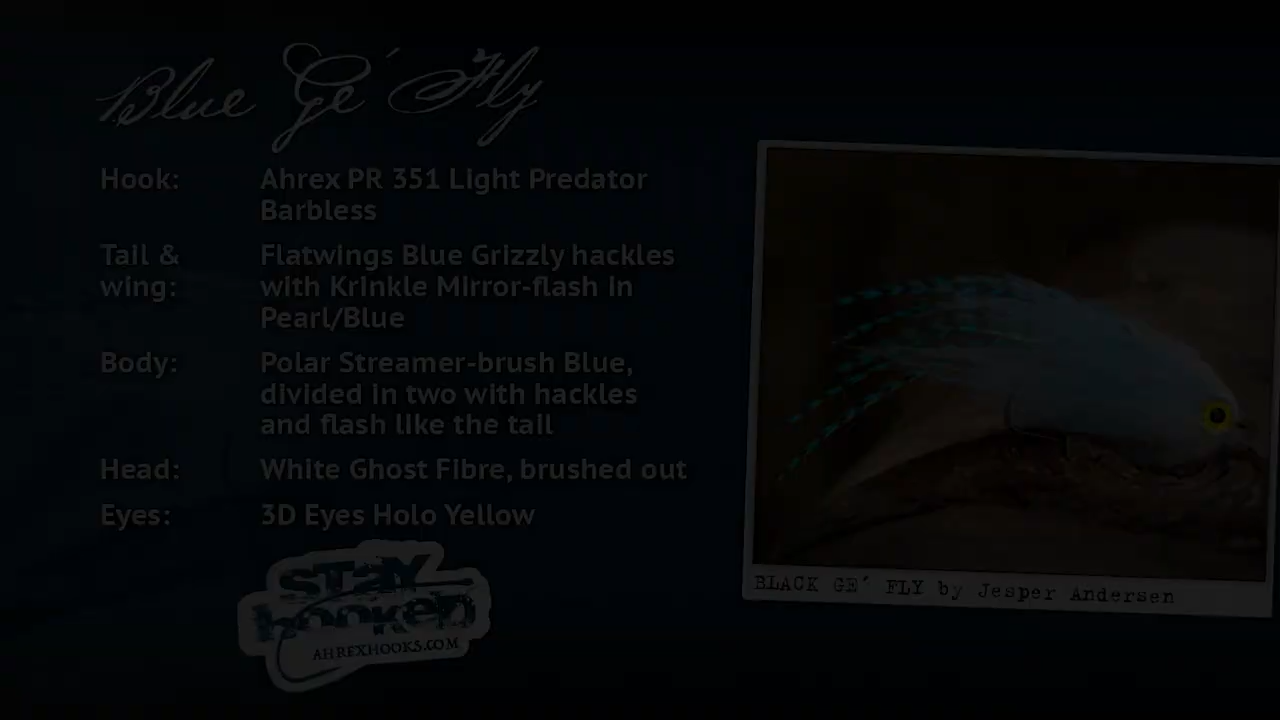 Blue Ge´ Fly
Hook: Ahrex PR 351 Light Predator
Barbless
Tail & Flatwings Blue Grizzly hackles
wing: with Krinkle Mirror-flash in
Pearl/Blue
Body: Polar Streamer-brush Blue,
divided in two with hackles
and flash like the tail
Head: White Ghost Fibre, brushed out
Eyes: 3D Eyes Holo Yellow
STAY
HOOKED
AHREXHOOKS.COM
BLACK GE´ FLY by Jesper Andersen